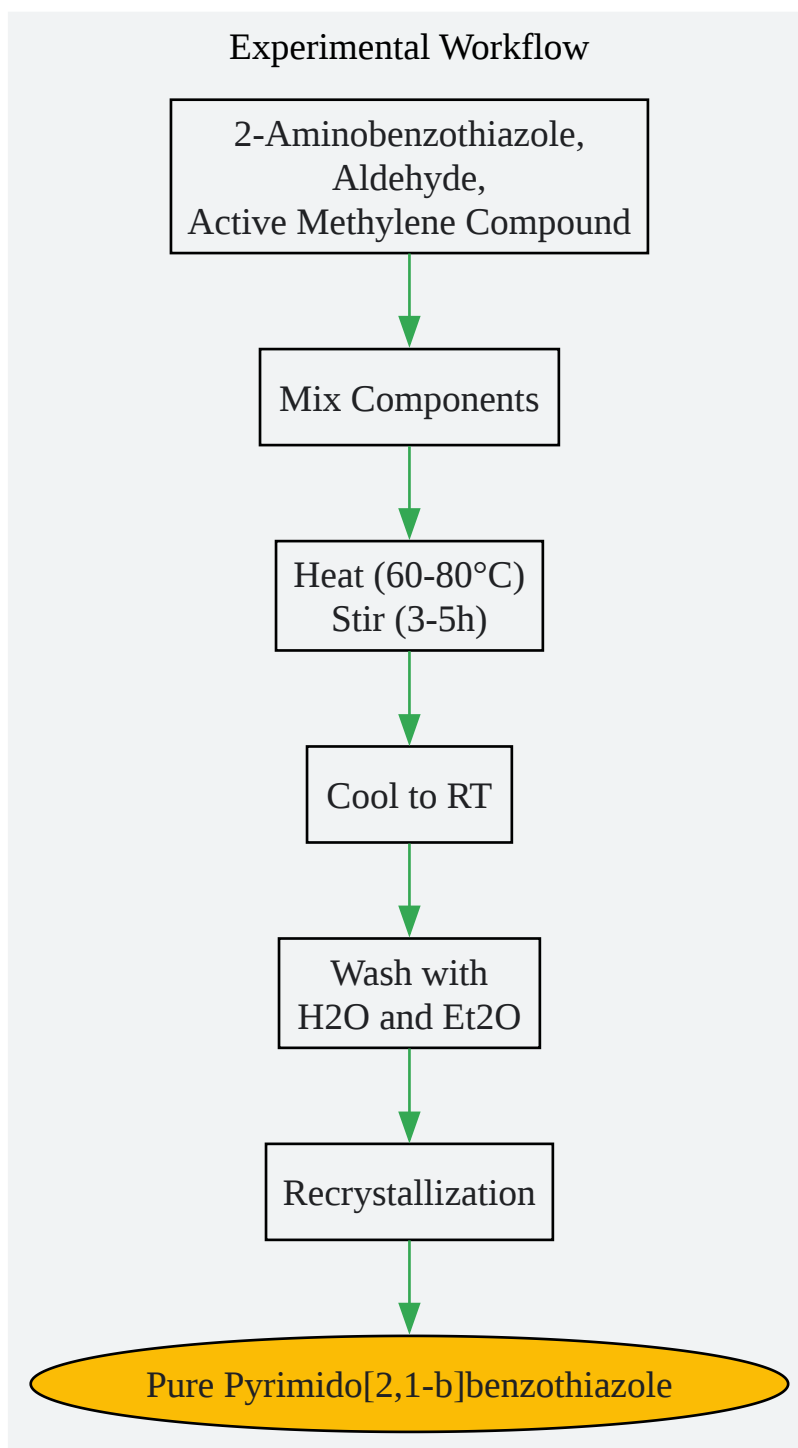 Experimental Workflow
2-Aminobenzothiazole,
Aldehyde,
Active Methylene Compound
Mix Components
Heat (60-80°C)
Stir (3-5h)
Cool to RT
Wash with
H2O and Et2O
Recrystallization
Pure Pyrimido[2,1-b]benzothiazole